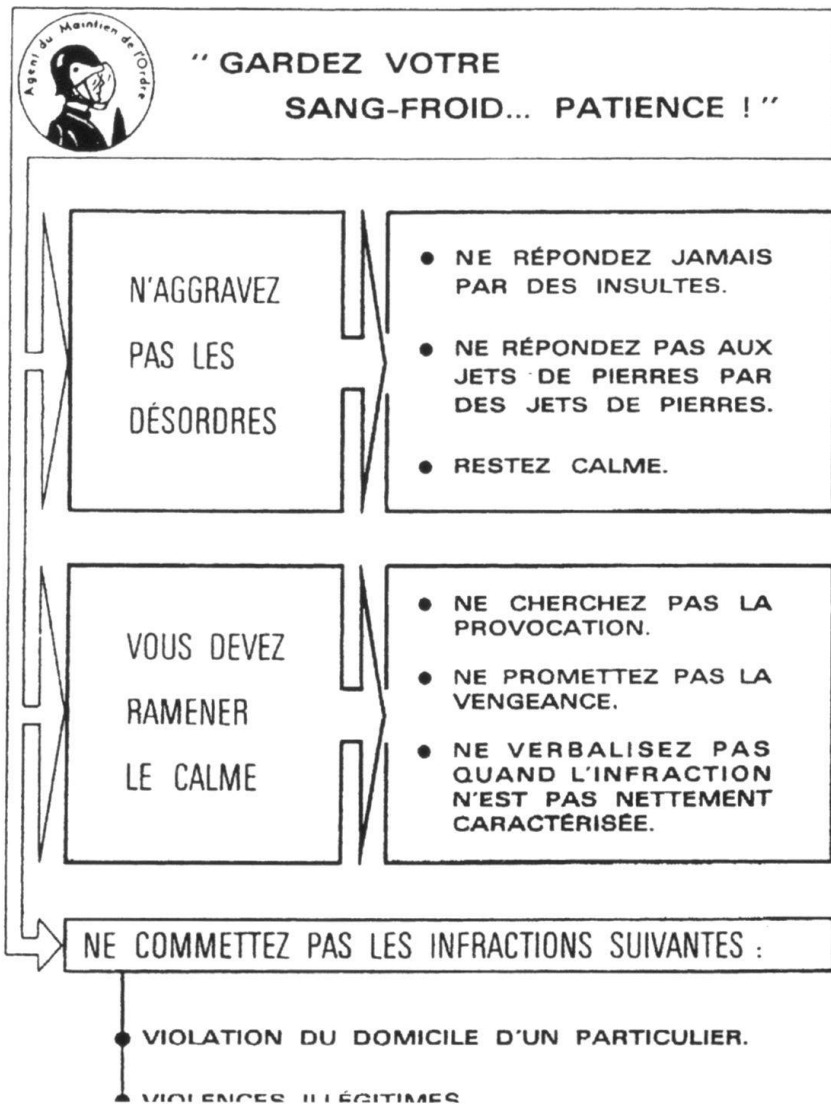 Agent du Maintien de l'Ordre
" GARDEZ VOTRE
SANG-FROID... PATIENCE ! "
N'AGGRAVEZ
PAS LES
DÉSORDRES
● NE RÉPONDEZ JAMAIS
PAR DES INSULTES.
● NE RÉPONDEZ PAS AUX
JETS DE PIERRES PAR
DES JETS DE PIERRES.
● RESTEZ CALME.
VOUS DEVEZ
RAMENER
LE CALME
● NE CHERCHEZ PAS LA
PROVOCATION.
● NE PROMETTEZ PAS LA
VENGEANCE.
● NE VERBALISEZ PAS
QUAND L'INFRACTION
N'EST PAS NETTEMENT
CARACTÉRISÉE.
NE COMMETTEZ PAS LES INFRACTIONS SUIVANTES :
● VIOLATION DU DOMICILE D'UN PARTICULIER.
● VIOLENCES ILLÉGITIMES